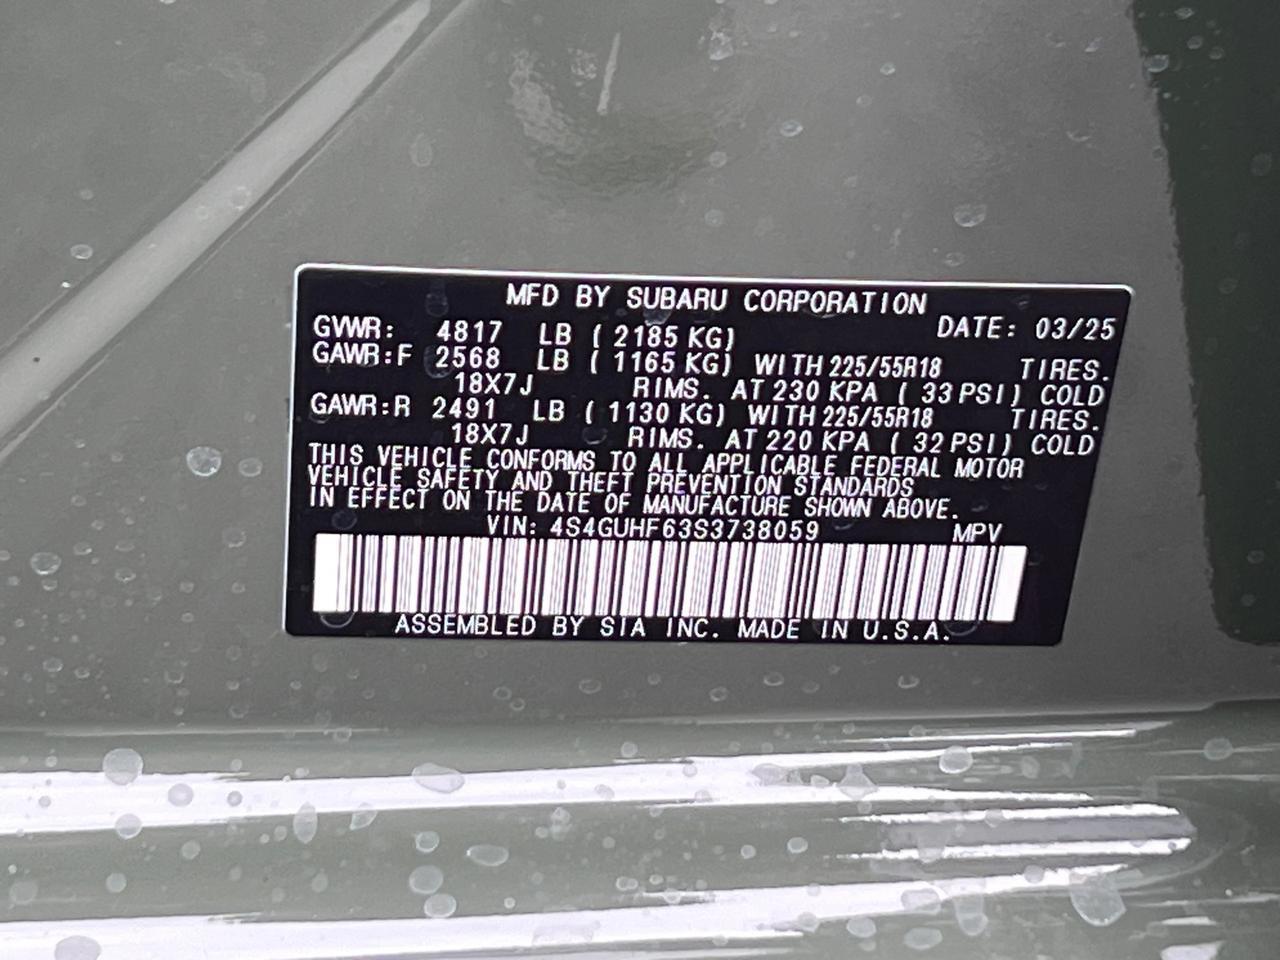 MFD BY SUBARU CORPORATION
GVWR: 4817 LB ( 2185 KG) DATE: 03/25
GAWR:F 2568 LB ( 1165 KG) WITH 225/55R18 TIRES.
18X7J RIMS. AT 230 KPA ( 33 PSI) COLD
GAWR:R 2491 LB ( 1130 KG) WITH 225/55R18 TIRES.
18X7J RIMS. AT 220 KPA ( 32 PSI) COLD
THIS VEHICLE CONFORMS TO ALL APPLICABLE FEDERAL MOTOR
VEHICLE SAFETY AND THEFT PREVENTION STANDARDS
IN EFFECT ON THE DATE OF MANUFACTURE SHOWN ABOVE.
VIN: 4S4GUHF63S3738059 MPV
ASSEMBLED BY SIA INC. MADE IN U.S.A.